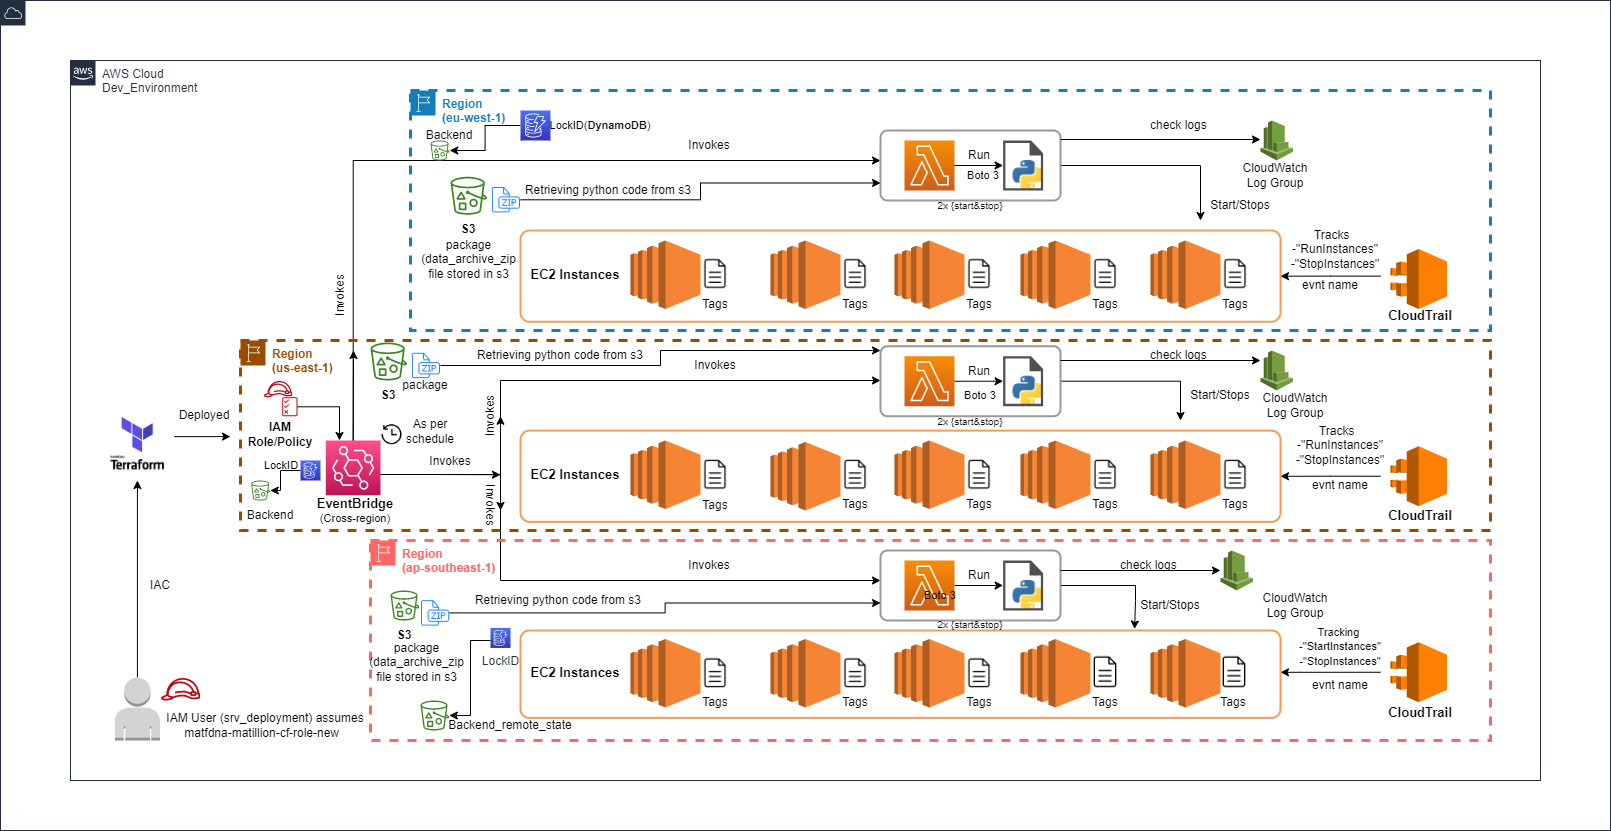 aws
AWS Cloud
Dev_Environment
Region
(eu-west-1)
Backend
LockID(DynamoDB)
Invokes
Retrieving python code from s3
ZIP
S3
package
(data_archive_zip
file stored in s3
Run
Boto 3
2x {start&stop}
check logs
CloudWatch
Log Group
Start/Stops
EC2 Instances
Tags
Tags
Tags
Tags
Tags
Tracks
-"RunInstances"
-"StopInstances"
evnt name
CloudTrail
Invokes
Region
(us-east-1)
ZIP
S3
package
Retrieving python code from s3
Invokes
IAM
Role/Policy
As per
schedule
LockID
Backend
EventBridge
(Cross-region)
Invokes
Invokes
Invokes
Run
Boto 3
2x {start&stop}
check logs
CloudWatch
Log Group
Start/Stops
EC2 Instances
Tags
Tags
Tags
Tags
Tags
Tracks
-"RunInstances"
-"StopInstances"
evnt name
CloudTrail
Deployed
Terraform
IAC
IAM User (srv_deployment) assumes
matfdna-matillion-cf-role-new
Region
(ap-southeast-1)
Invokes
Retrieving python code from s3
ZIP
S3
package
(data_archive_zip
file stored in s3
LockID
Backend_remote_state
Run
Boto 3
2x {start&stop}
check logs
CloudWatch
Log Group
Start/Stops
EC2 Instances
Tags
Tags
Tags
Tags
Tags
Tracking
-"StartInstances"
-"StopInstances"
evnt name
CloudTrail